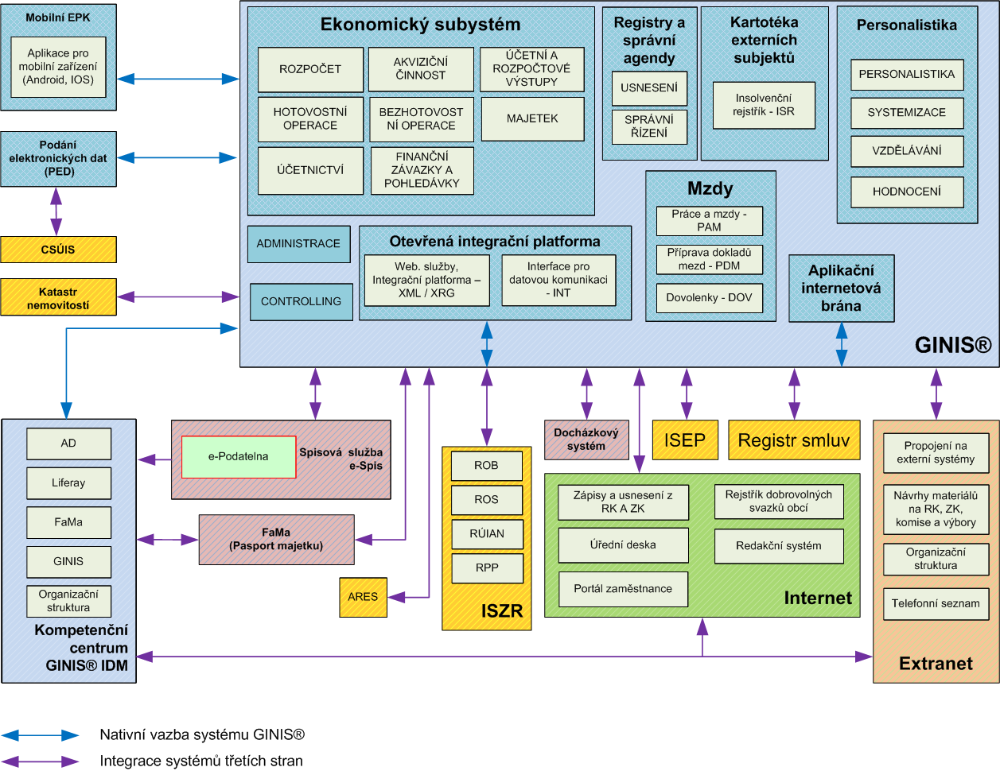 Mobilní EPK
Aplikace pro
mobilní zařízení
(Android, IOS)
Podání
elektronických dat
(PED)
CSÚIS
Katastr
nemovitostí
Ekonomický subystém
ROZPOČET
AKVIZIČNÍ
ČINNOST
ÚČETNÍ A
ROZPOČTOVÉ
VÝSTUPY
HOTOVOSTNÍ
OPERACE
BEZHOTOVOST
NÍ OPERACE
MAJETEK
ÚČETNICTVÍ
FINANČNÍ
ZÁVAZKY A
POHLEDÁVKY
Registry a
správní
agendy
USNESENÍ
SPRÁVNÍ
ŘÍZENÍ
Kartotéka
externích
subjektů
Insolvenční
rejstřík - ISR
Personalistika
PERSONALISTIKA
SYSTEMIZACE
VZDĚLÁVÁNÍ
HODNOCENÍ
Mzdy
Práce a mzdy -
PAM
Příprava dokladů
mezd - PDM
Dovolenky - DOV
ADMINISTRACE
CONTROLLING
Otevřená integrační platforma
Web. služby,
Integrační platforma –
XML / XRG
Interface pro
datovou komunikaci
- INT
Aplikační
internetová
brána
GINIS®
AD
Liferay
FaMa
GINIS
Organizační
struktura
Kompetenční
centrum
GINIS® IDM
e-Podatelna
Spisová služba
e-Spis
FaMa
(Pasport majetku)
ARES
ROB
ROS
RÚIAN
RPP
ISZR
Docházkový
systém
ISEP
Registr smluv
Zápisy a usnesení z
RK A ZK
Rejstřík dobrovolných
svazků obcí
Úřední deska
Redakční systém
Portál zaměstnance
Internet
Propojení na
externí systémy
Návrhy materiálů
na RK, ZK,
komise a výbory
Organizační
struktura
Telefonní seznam
Extranet
Nativní vazba systému GINIS®
Integrace systémů třetích stran